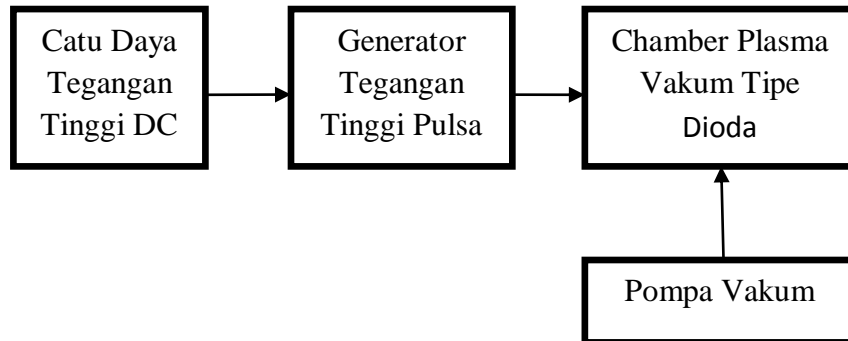 Catu Daya
Tegangan
Tinggi DC
Generator
Tegangan
Tinggi Pulsa
Chamber Plasma
Vakum Tipe
Dioda
Pompa Vakum